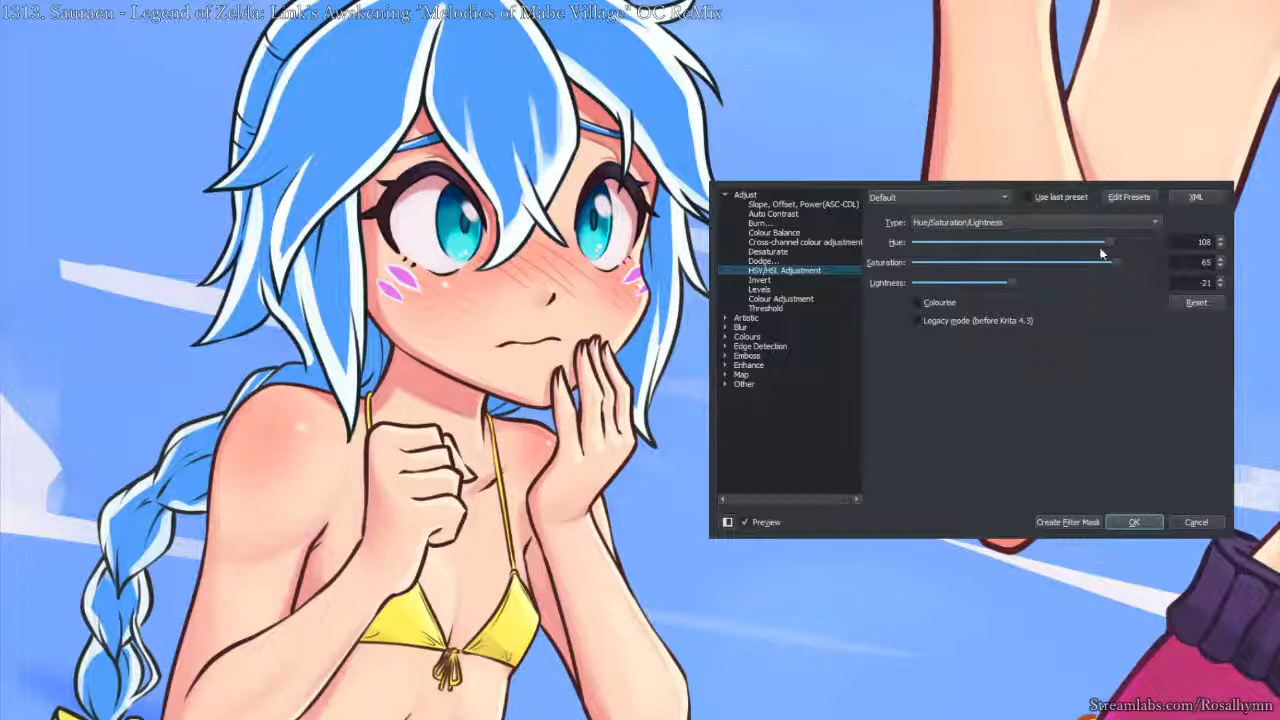 1313. Sauraen - Legend of Zelda: Link's Awakening "Melodies of Mabe Village" OC ReMix
Adjust
Slope, Offset, Power(ASC-CDL)
Auto Contrast
Burn...
Colour Balance
Cross-channel colour adjustment
Desaturate
Dodge...
HSV/HSL Adjustment
Invert
Levels
Colour Adjustment
Threshold
Artistic
Blur
Colours
Edge Detection
Emboss
Enhance
Map
Other
Default
Use last preset
Edit Presets
XML
Type: Hue/Saturation/Lightness
Hue: 108
Saturation: 65
Lightness: -21
Colourise
Reset
Legacy mode (before Krita 4.3)
Preview
Create Filter Mask
OK
Cancel
Streamlabs.com/Rosalhymn